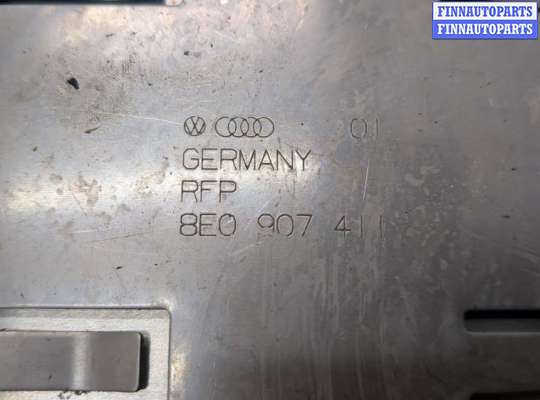 FINNAUTOPARTS
FINNAUTOPARTS
01
GERMANY
RFP
8E0 907 411